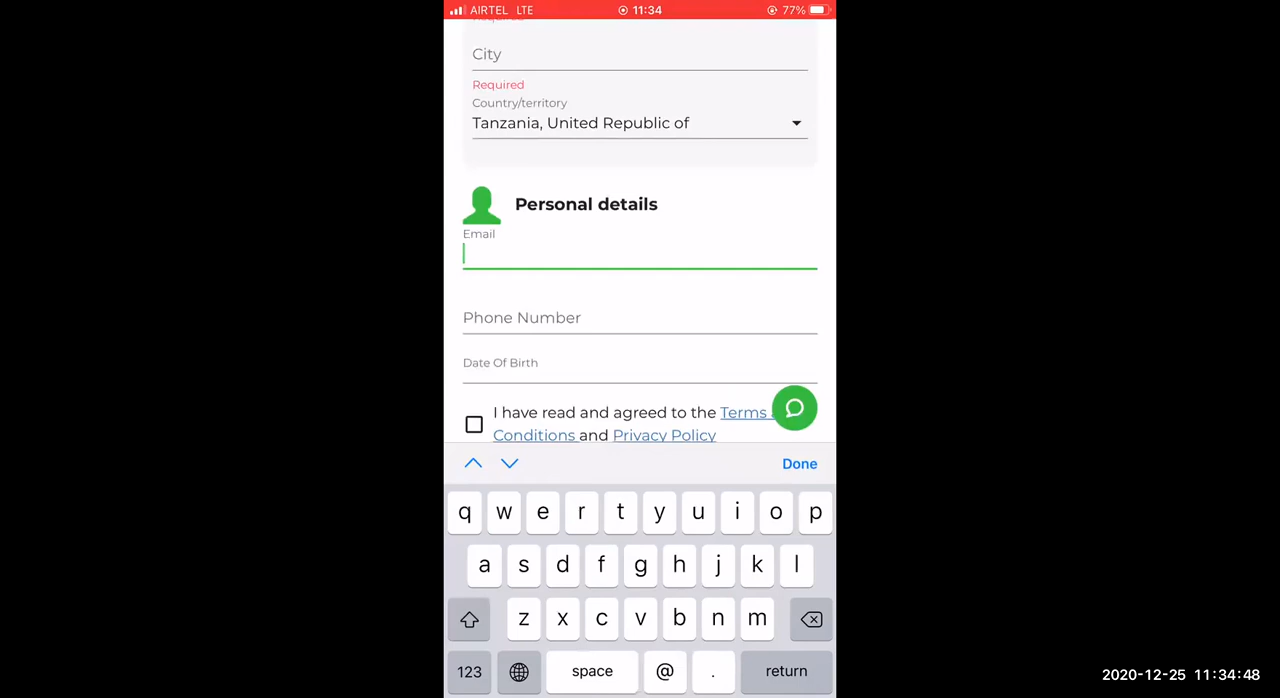 AIRTEL LTE 11:34 77%
Required
City
Required
Country/territory
Tanzania, United Republic of
Personal details
Email
Phone Number
Date Of Birth
I have read and agreed to the Terms
Conditions and Privacy Policy
Done
q w e r t y u i o p
a s d f g h j k l
z x c v b n m
123 space @ . return
2020-12-25 11:34:48